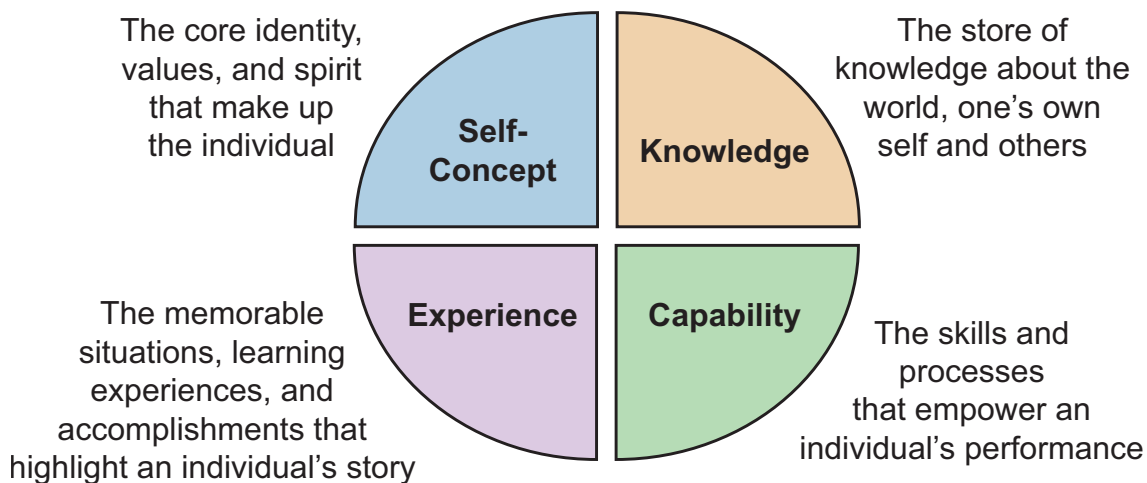 The core identity,
values, and spirit
that make up
the individual
Self-
Concept
Knowledge
The store of
knowledge about the
world, one’s own
self and others
The memorable
situations, learning
experiences, and
accomplishments that
highlight an individual’s story
Experience
Capability
The skills and
processes
that empower an
individual’s performance